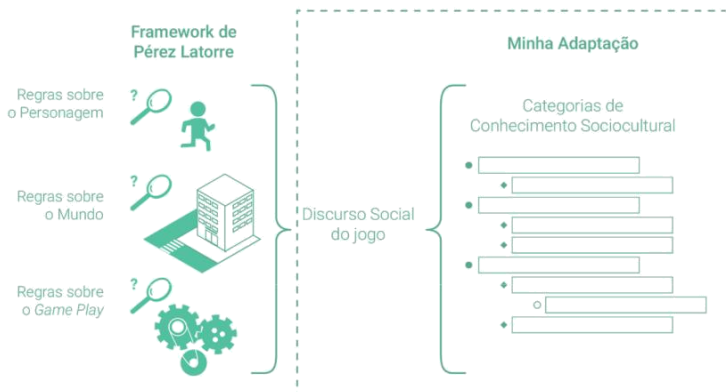 Framework de
Pérez Latorre
Regras sobre
o Personagem
?
Regras sobre
o Mundo
?
Regras sobre
o Game Play
?
Discurso Social
do jogo
Minha Adaptação
Categorias de
Conhecimento Sociocultural